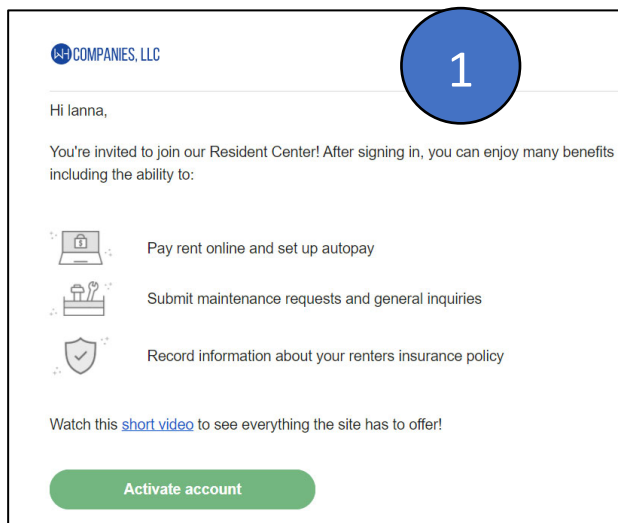 WH COMPANIES, LLC
1
Hi lanna,
You're invited to join our Resident Center! After signing in, you can enjoy many benefits
including the ability to:
Pay rent online and set up autopay
Submit maintenance requests and general inquiries
Record information about your renters insurance policy
Watch this short video to see everything the site has to offer!
Activate account